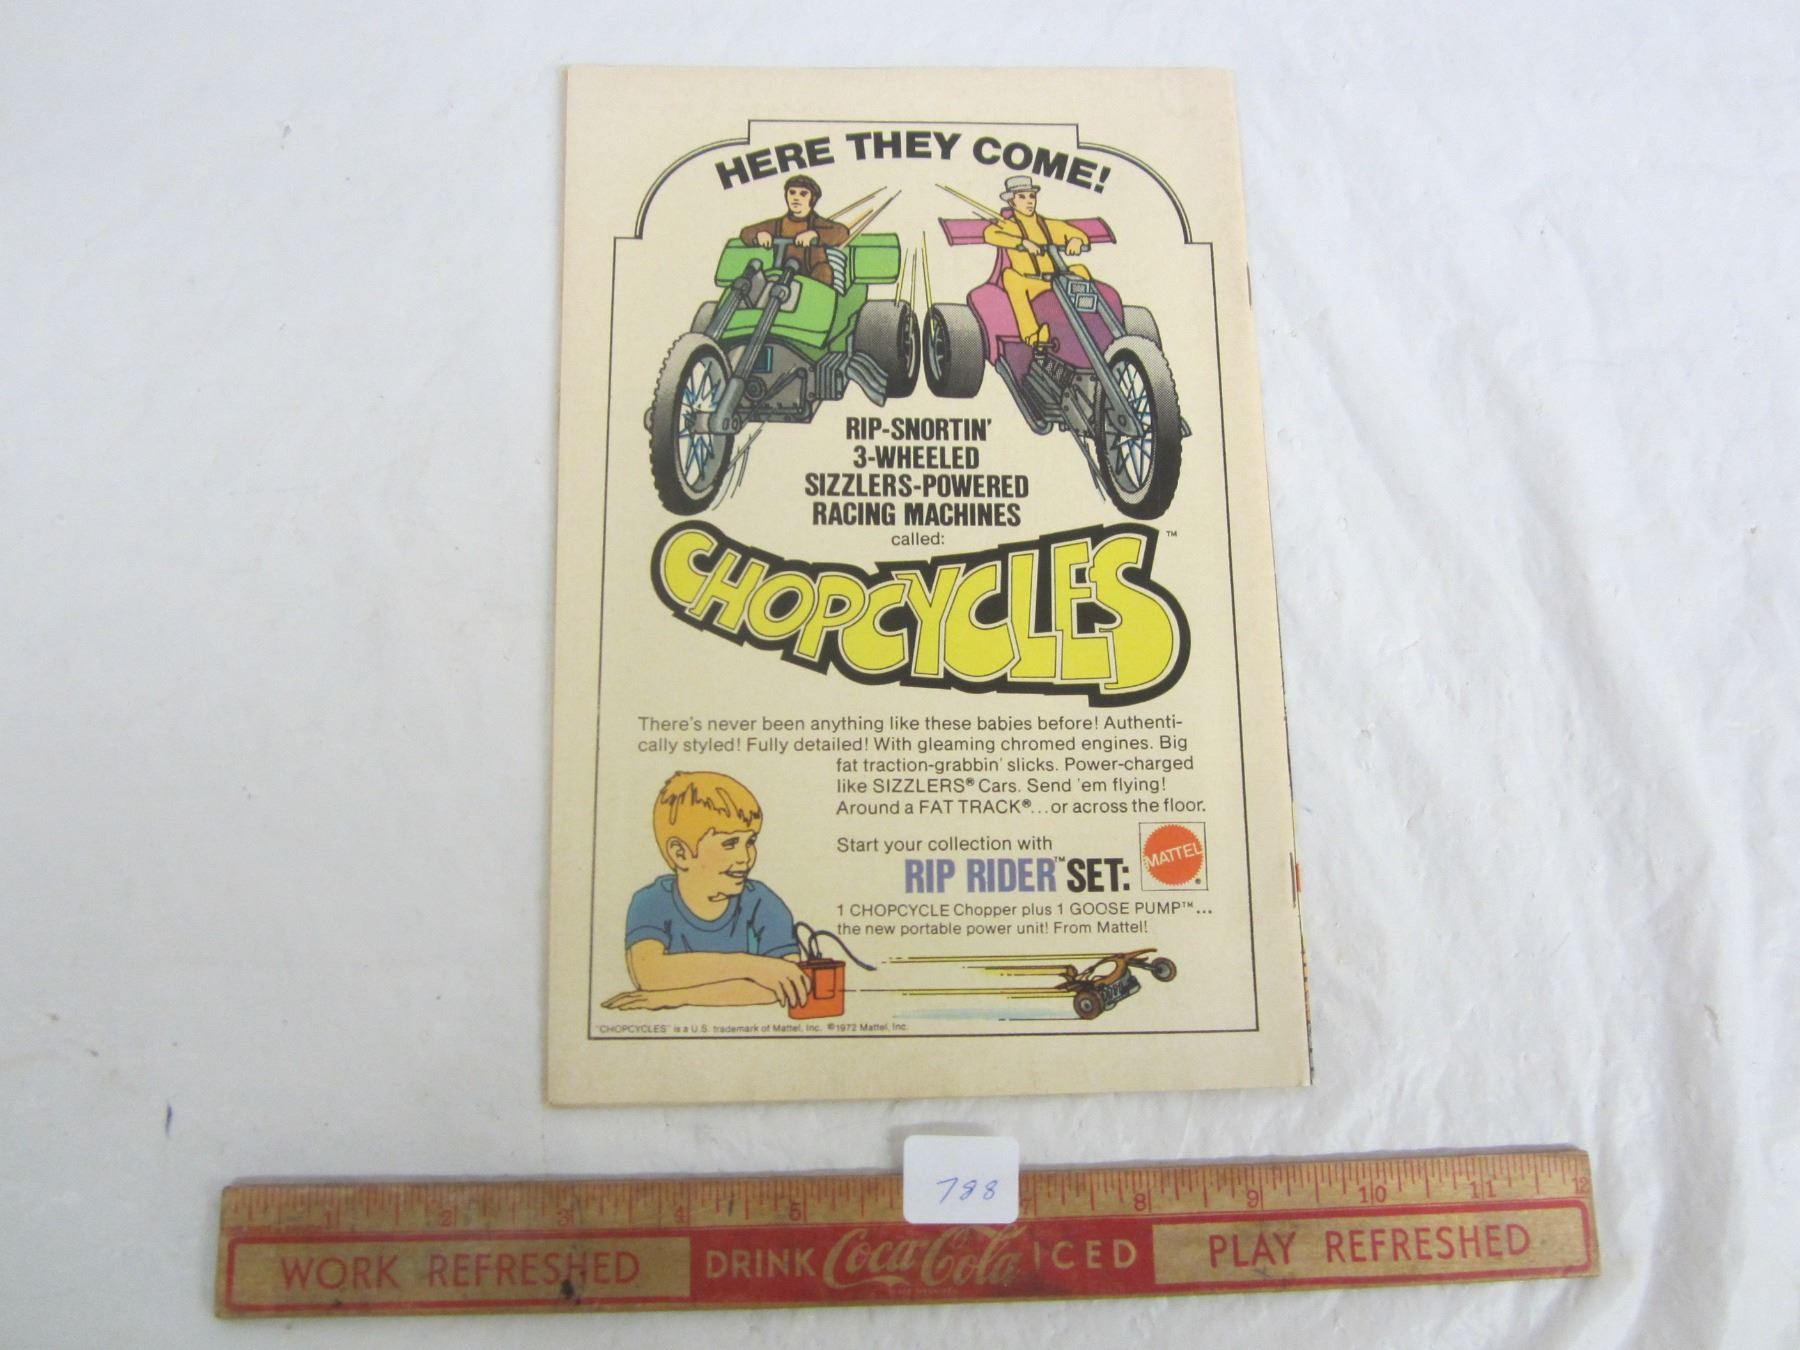 HERE THEY COME!
RIP-SNORTIN'
3-WHEELED
SIZZLERS-POWERED
RACING MACHINES
called:
CHOPCYCLES™
There's never been anything like these babies before! Authenti-
cally styled! Fully detailed! With gleaming chromed engines. Big
fat traction-grabbin' slicks. Power-charged
like SIZZLERS® Cars. Send 'em flying!
Around a FAT TRACK®...or across the floor.
Start your collection with
RIP RIDER™ SET:
MATTEL ®
1 CHOPCYCLE Chopper plus 1 GOOSE PUMP™...
the new portable power unit! From Mattel!
"CHOPCYCLES" is a U.S. trademark of Mattel, Inc. ©1972 Mattel, Inc.
788
1 2 3 4 5 7 8 9 10 11 12
WORK REFRESHED DRINK Coca-Cola ICED PLAY REFRESHED